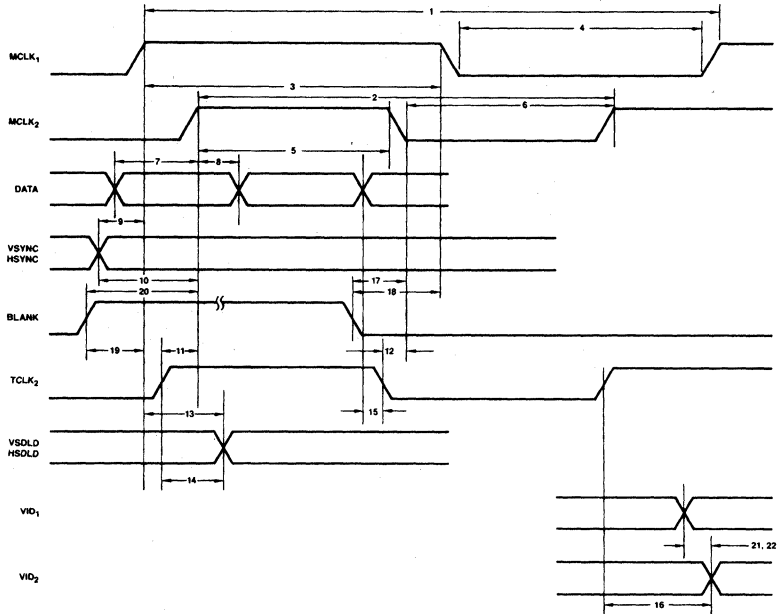 1
4
MCLK₁
3
2
6
MCLK₂
5
7
8
DATA
9
VSYNC
HSYNC
10
17
20
18
BLANK
19
11
12
TCLK₂
13
15
VSDLD
HSDLD
14
VID₁
21, 22
VID₂
16